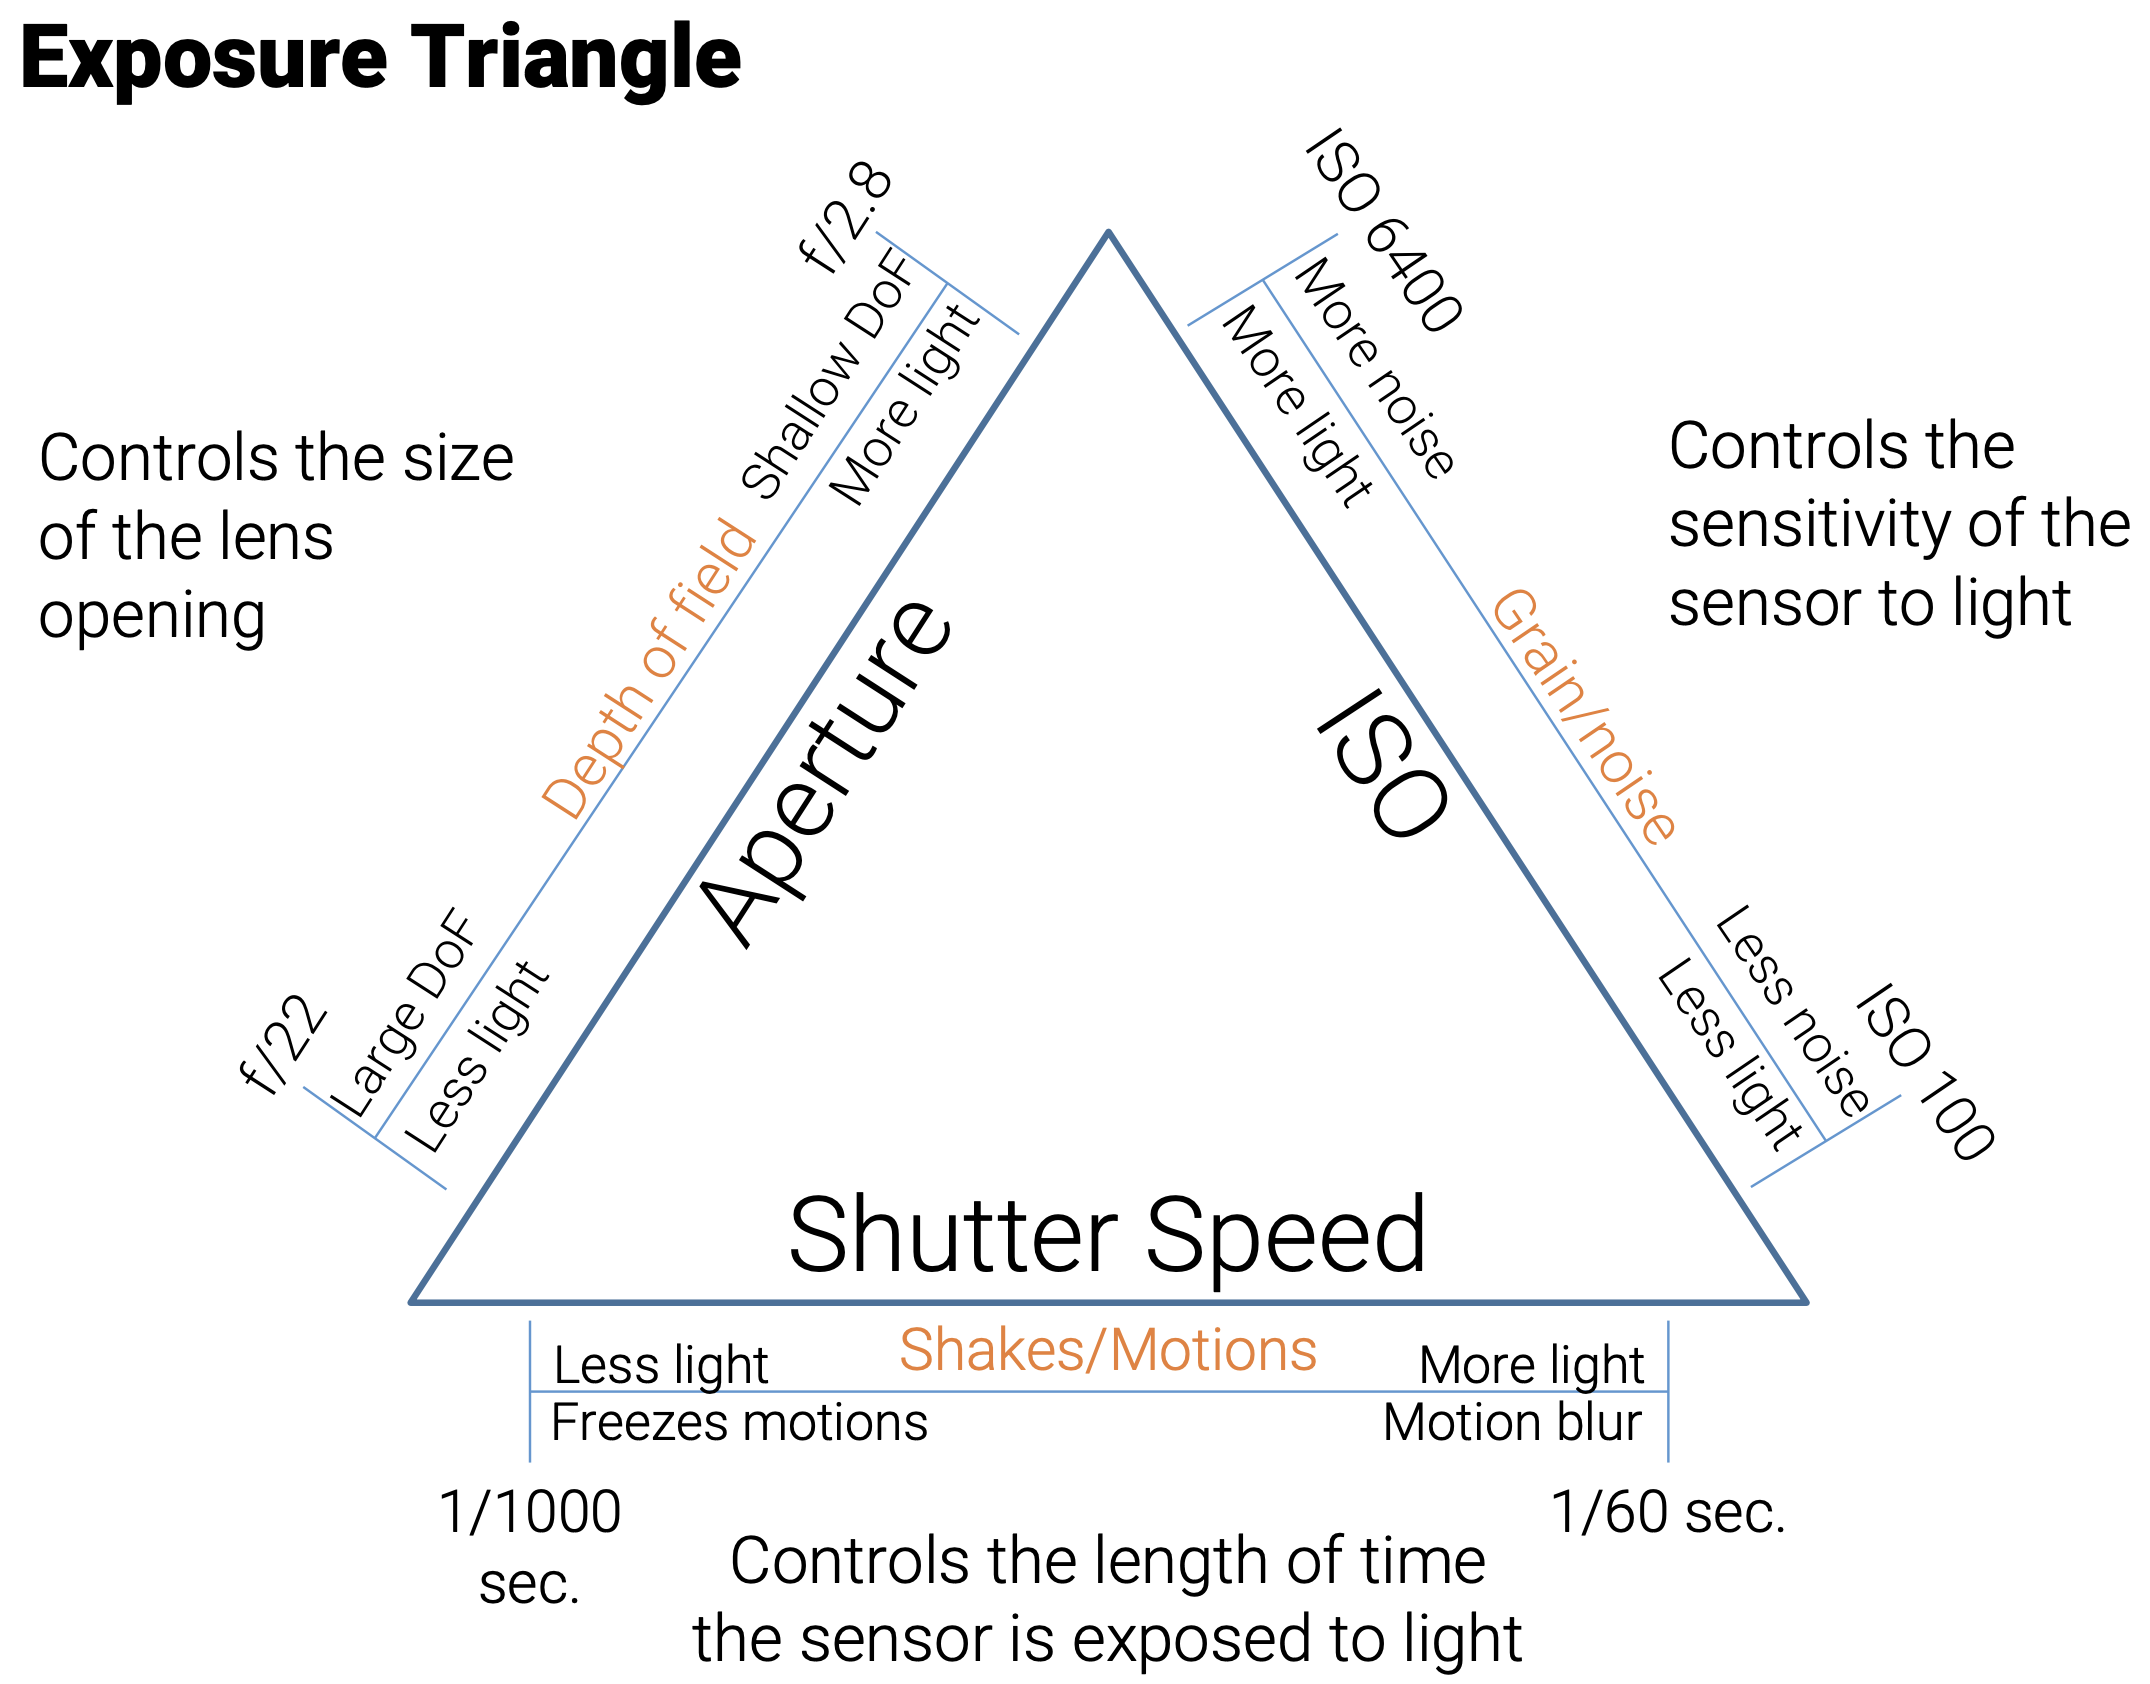 Exposure Triangle
f/2.8
Shallow DoF
More light
Depth of field
Aperture
f/22
Large DoF
Less light
Controls the size
of the lens
opening
ISO 6400
More noise
More light
Grain/noise
ISO
Less noise
Less light
ISO 100
Controls the
sensitivity of the
sensor to light
Shutter Speed
Shakes/Motions
Less light
More light
Freezes motions
Motion blur
1/1000
sec.
1/60 sec.
Controls the length of time
the sensor is exposed to light